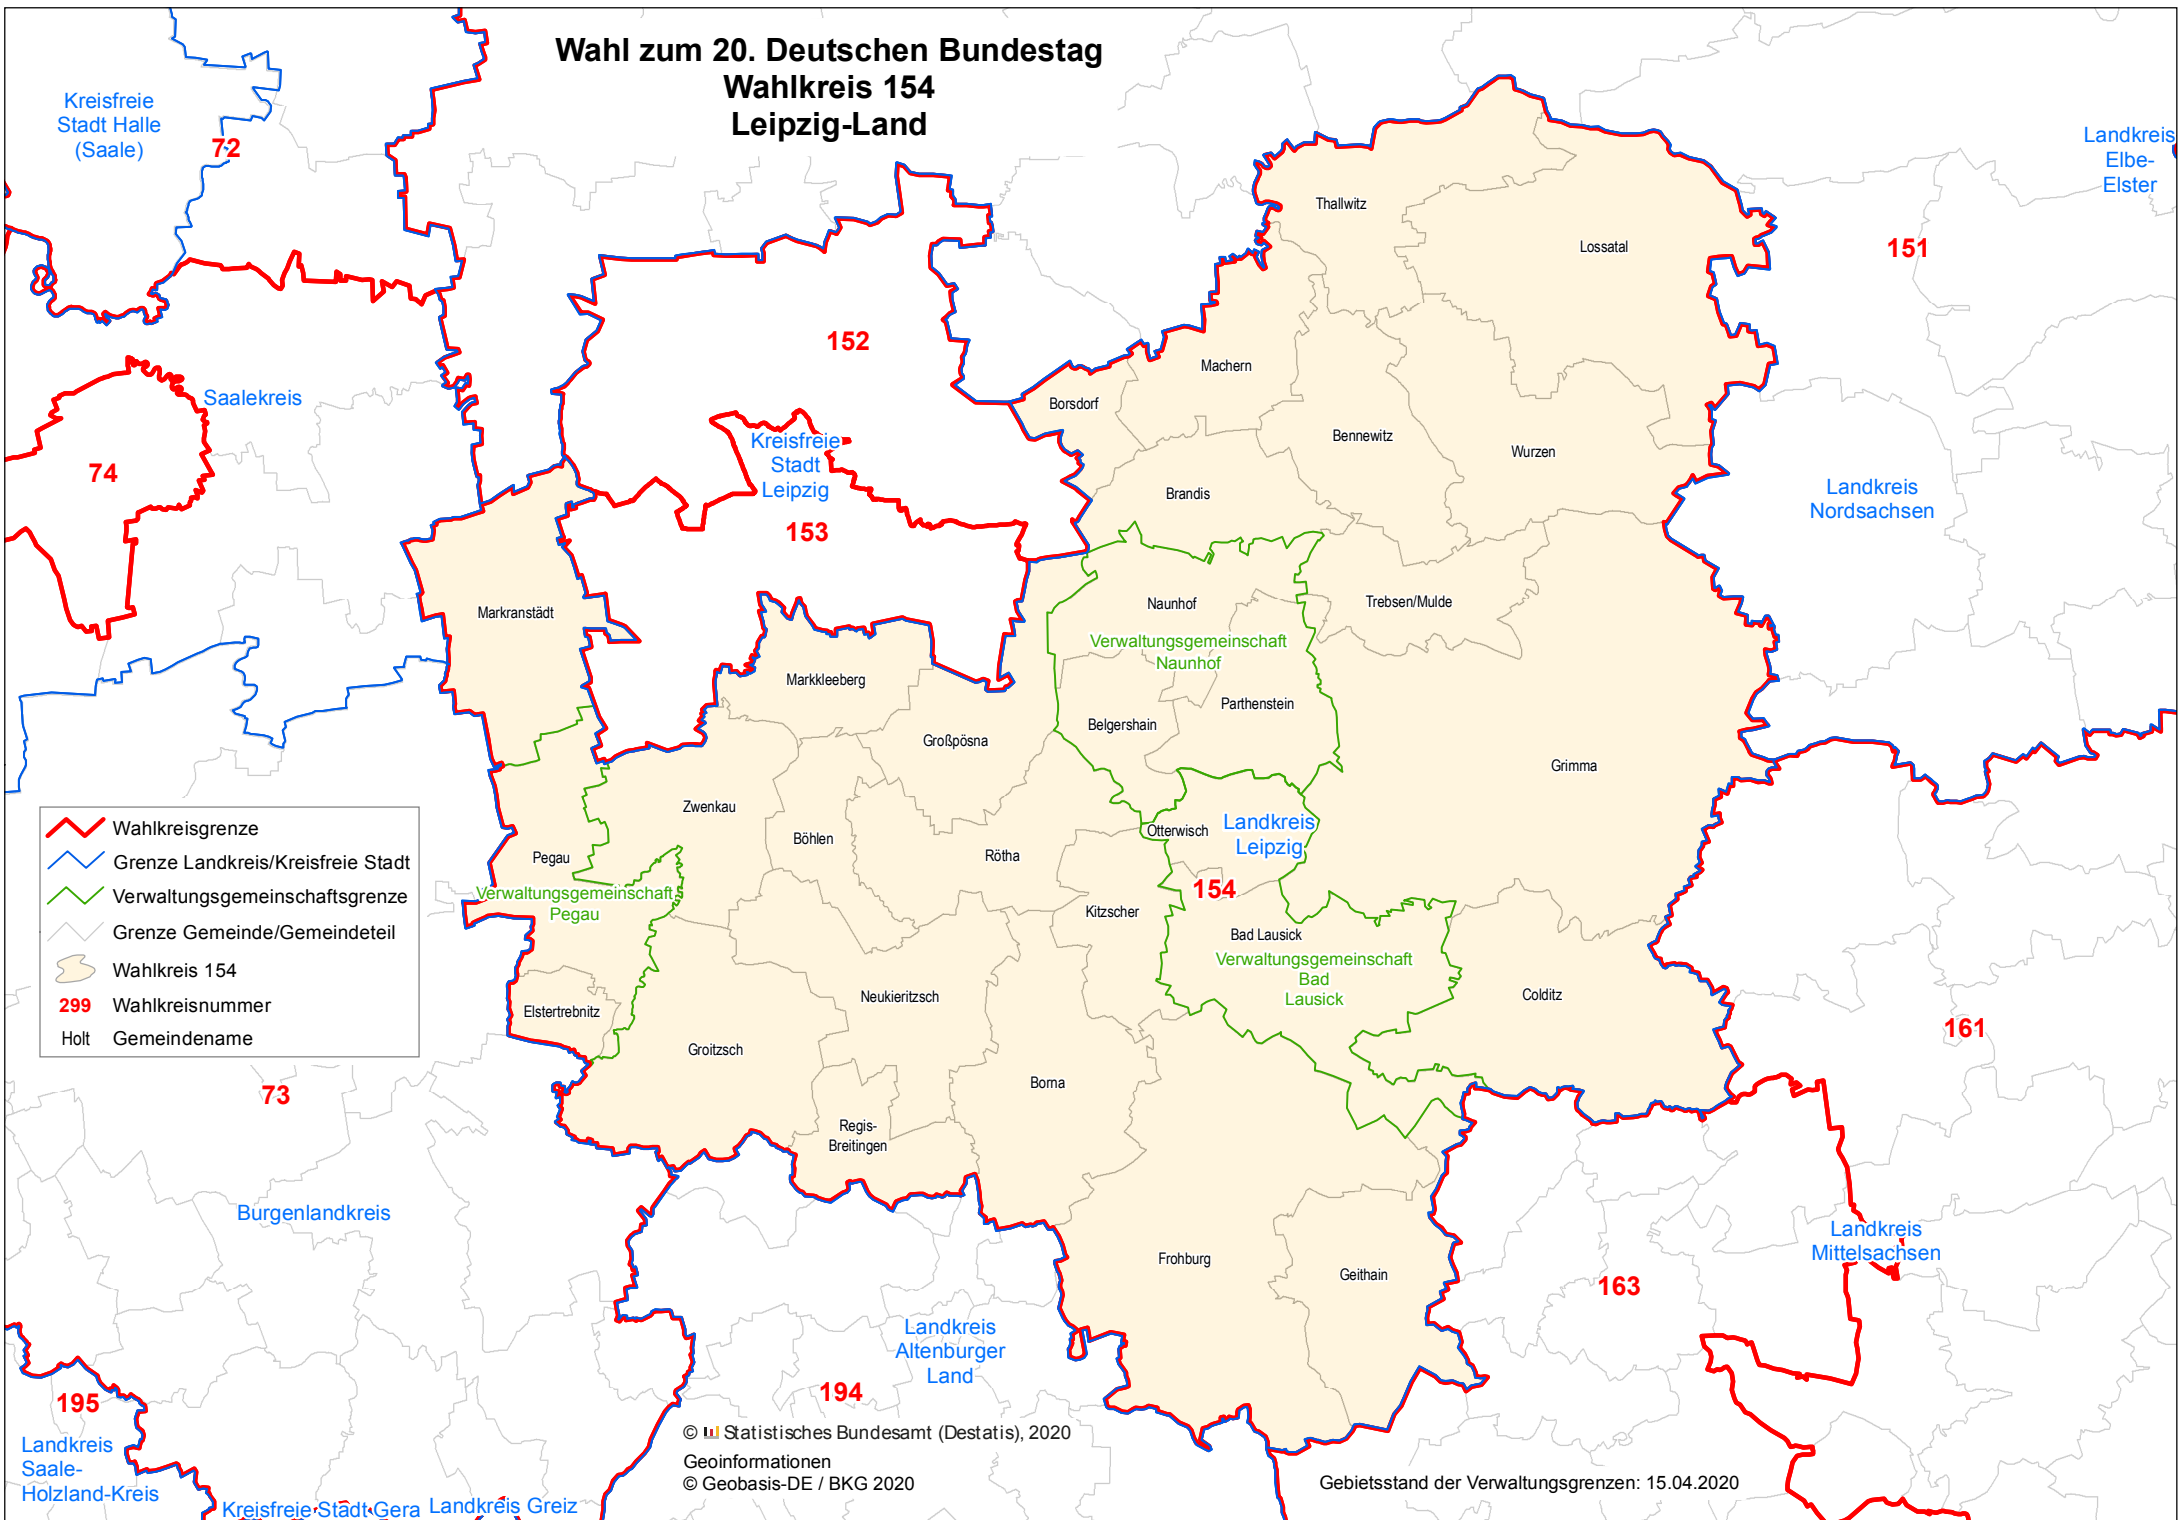 Wahl zum 20. Deutschen Bundestag
Wahlkreis 154
Leipzig-Land
Kreisfreie
Stadt Halle
(Saale)
72
Landkreis
Elbe-
Elster
Thallwitz
Lossatal
151
152
Machern
Saalekreis
Borsdorf
Kreisfreie
Stadt
Leipzig
Bennewitz
Wurzen
74
Brandis
Landkreis
Nordsachsen
153
Markranstädt
Naunhof
Trebsen/Mulde
Verwaltungsgemeinschaft
Naunhof
Markkleeberg
Parthenstein
Belgershain
Großpösna
Grimma
Zwenkau
Böhlen
Otterwisch
Landkreis
Leipzig
Rötha
Pegau
Verwaltungsgemeinschaft
Pegau
154
Kitzscher
Bad Lausick
Verwaltungsgemeinschaft
Bad
Lausick
Colditz
Neukieritzsch
Elstertrebnitz
Groitzsch
161
Borna
Regis-
Breitingen
Wahlkreisgrenze
Grenze Landkreis/Kreisfreie Stadt
Verwaltungsgemeinschaftsgrenze
Grenze Gemeinde/Gemeindeteil
Wahlkreis 154
299 Wahlkreisnummer
Holt Gemeindename
73
Burgenlandkreis
Landkreis
Mittelsachsen
Frohburg
Geithain
163
Landkreis
Altenburger
Land
194
195
Landkreis
Saale-
Holzland-Kreis
Kreisfreie Stadt Gera
Landkreis Greiz
© Statistisches Bundesamt (Destatis), 2020
Geoinformationen
© Geobasis-DE / BKG 2020
Gebietsstand der Verwaltungsgrenzen: 15.04.2020